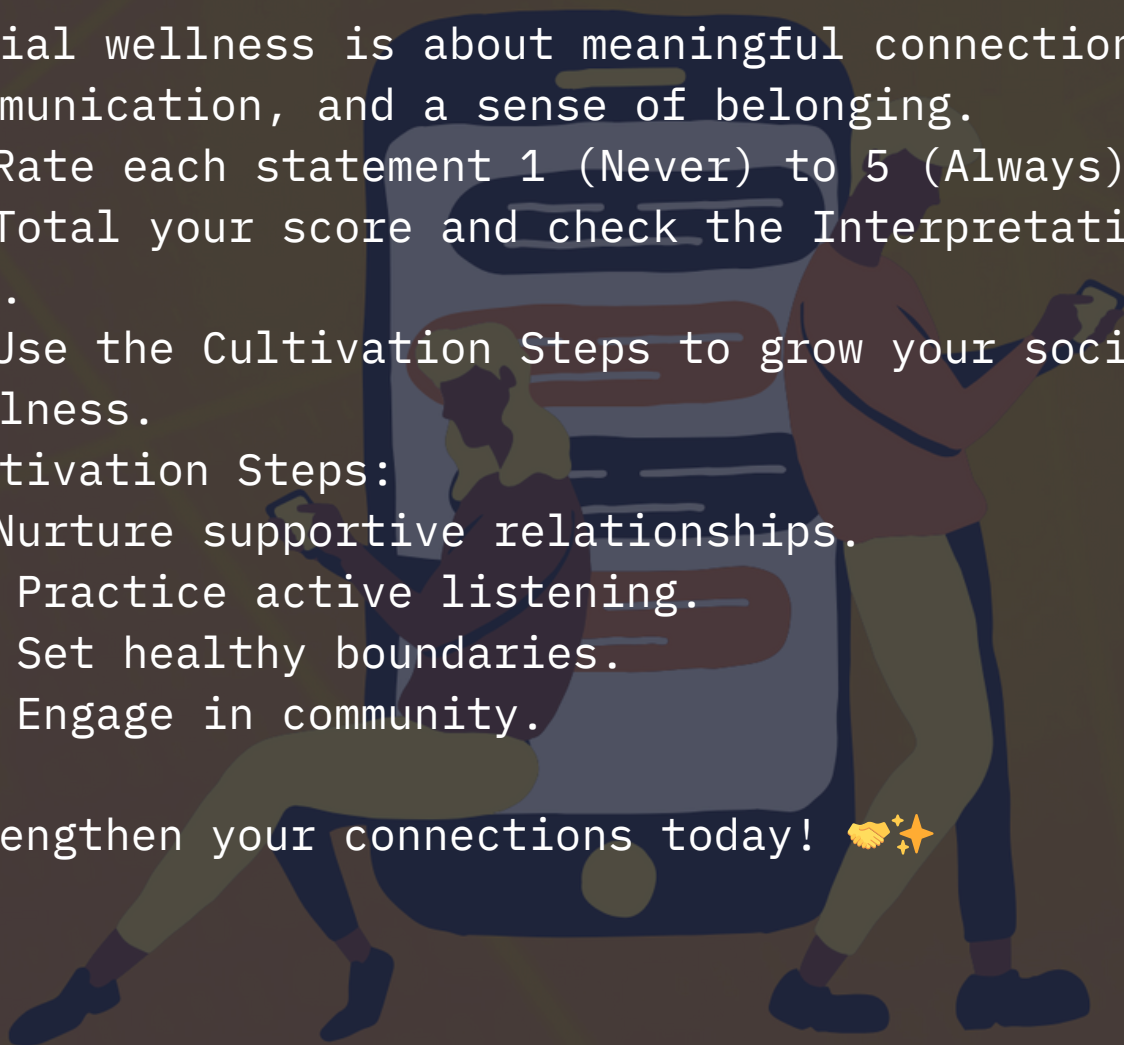 ial wellness is about meaningful connection
munication, and a sense of belonging.
Rate each statement 1 (Never) to 5 (Always)
Total your score and check the Interpretati
.
Use the Cultivation Steps to grow your soci
lness.
tivation Steps:
Nurture supportive relationships.
Practice active listening.
Set healthy boundaries.
Engage in community.
engthen your connections today! 🤝✨